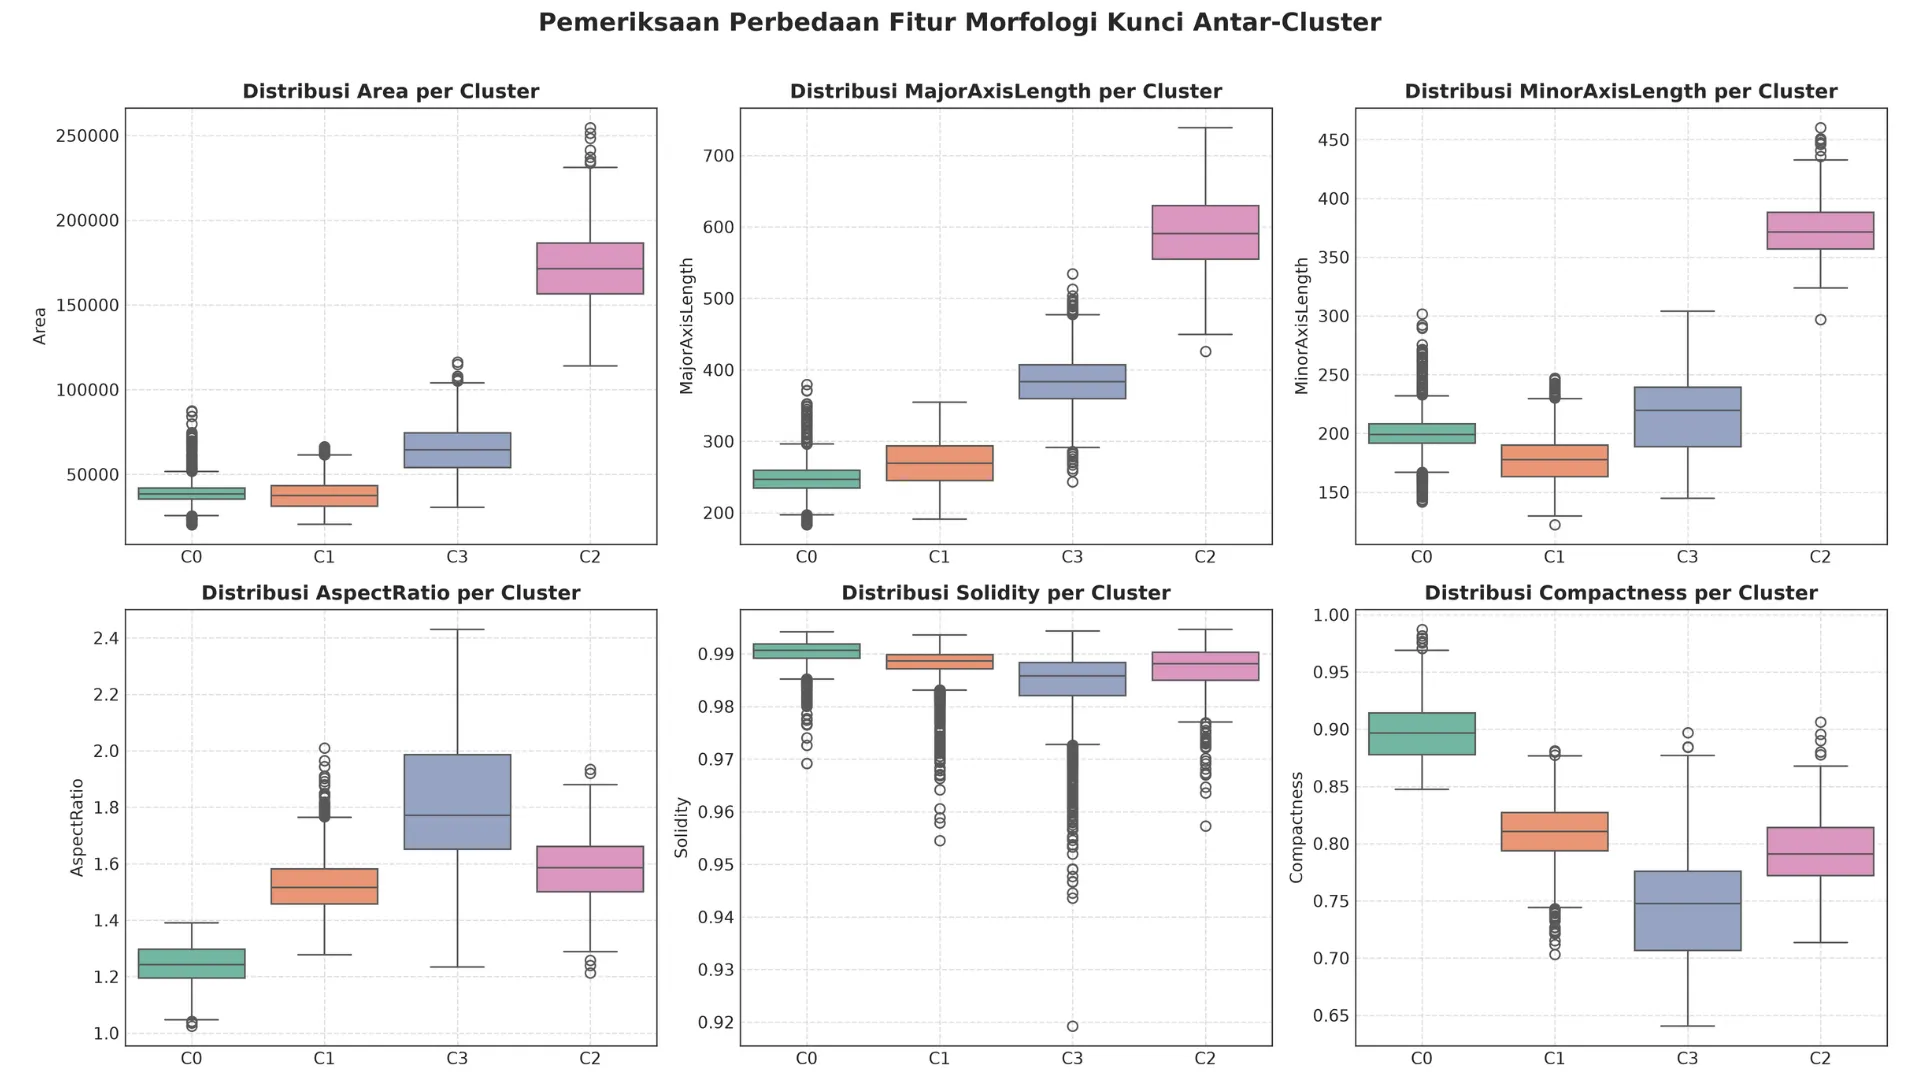 Pemeriksaan Perbedaan Fitur Morfologi Kunci Antar-Cluster
Distribusi Area per Cluster
250000
200000
150000
100000
50000
Area
C0 C1 C3 C2
Distribusi MajorAxisLength per Cluster
700
600
500
400
300
200
MajorAxisLength
C0 C1 C3 C2
Distribusi MinorAxisLength per Cluster
450
400
350
300
250
200
150
MinorAxisLength
C0 C1 C3 C2
Distribusi AspectRatio per Cluster
2.4
2.2
2.0
1.8
1.6
1.4
1.2
1.0
AspectRatio
C0 C1 C3 C2
Distribusi Solidity per Cluster
0.99
0.98
0.97
0.96
0.95
0.94
0.93
0.92
Solidity
C0 C1 C3 C2
Distribusi Compactness per Cluster
1.00
0.95
0.90
0.85
0.80
0.75
0.70
0.65
Compactness
C0 C1 C3 C2